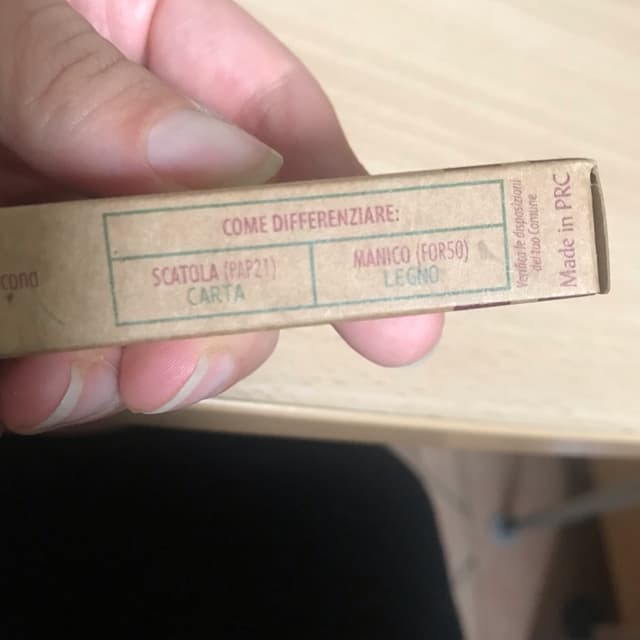 COME DIFFERENZIARE:
SCATOLA (PAP21)
CARTA
MANICO (FOR50)
LEGNO
Verifica le disposizioni
del tuo Comune
Made in PRC